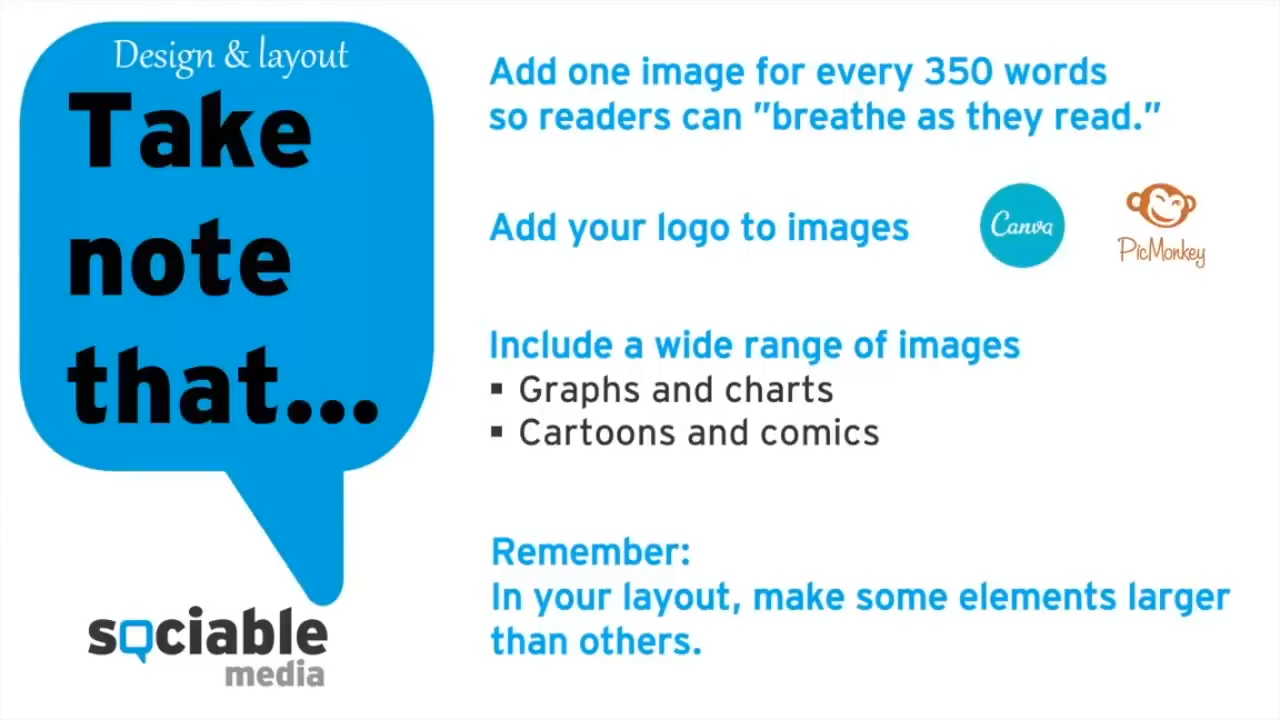 Design & layout
Take
note
that...
sociable
media
Add one image for every 350 words
so readers can "breathe as they read."
Add your logo to images
Canva
PicMonkey
Include a wide range of images
▪ Graphs and charts
▪ Cartoons and comics
Remember:
In your layout, make some elements larger
than others.